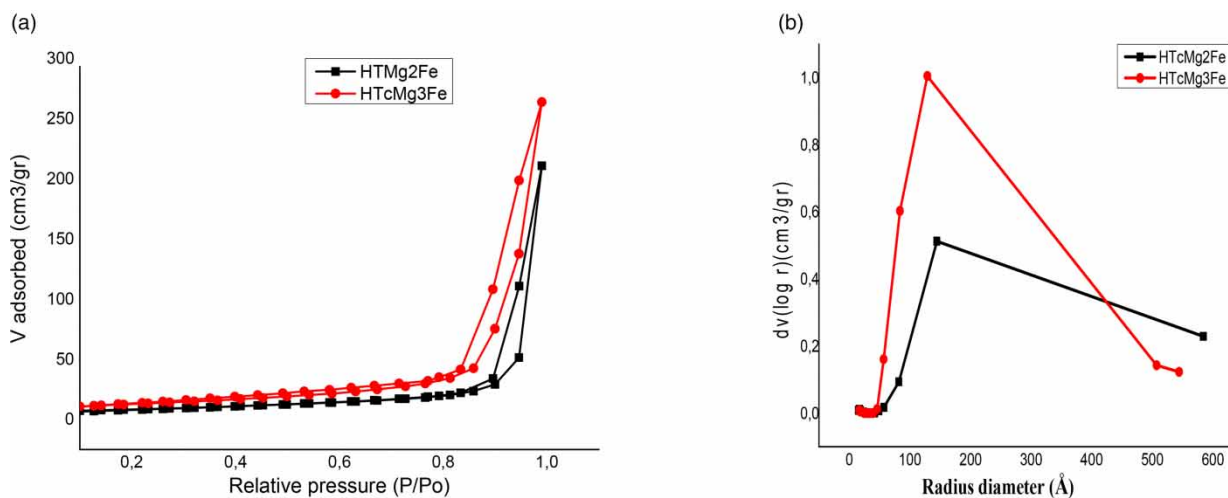 (a)
300
250
200
150
100
50
0
V adsorbed (cm3/gr)
HTMg2Fe
HTcMg3Fe
0,2 0,4 0,6 0,8 1,0
Relative pressure (P/Po)
(b)
1,0
0,8
0,6
0,4
0,2
0,0
dv(log r)(cm3/gr)
HTcMg2Fe
HTcMg3Fe
0 100 200 300 400 500 600
Radius diameter (Å)